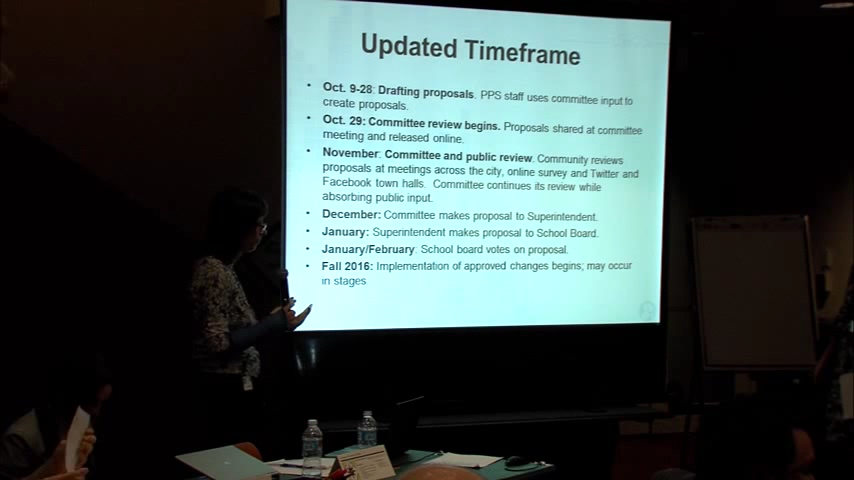 Updated Timeframe
• Oct. 9-28: Drafting proposals. PPS staff uses committee input to
create proposals.
• Oct. 29: Committee review begins. Proposals shared at committee
meeting and released online.
• November: Committee and public review. Community reviews
proposals at meetings across the city, online survey and Twitter and
Facebook town halls. Committee continues its review while
absorbing public input.
• December: Committee makes proposal to Superintendent.
• January: Superintendent makes proposal to School Board.
• January/February: School board votes on proposal.
• Fall 2016: Implementation of approved changes begins; may occur
in stages